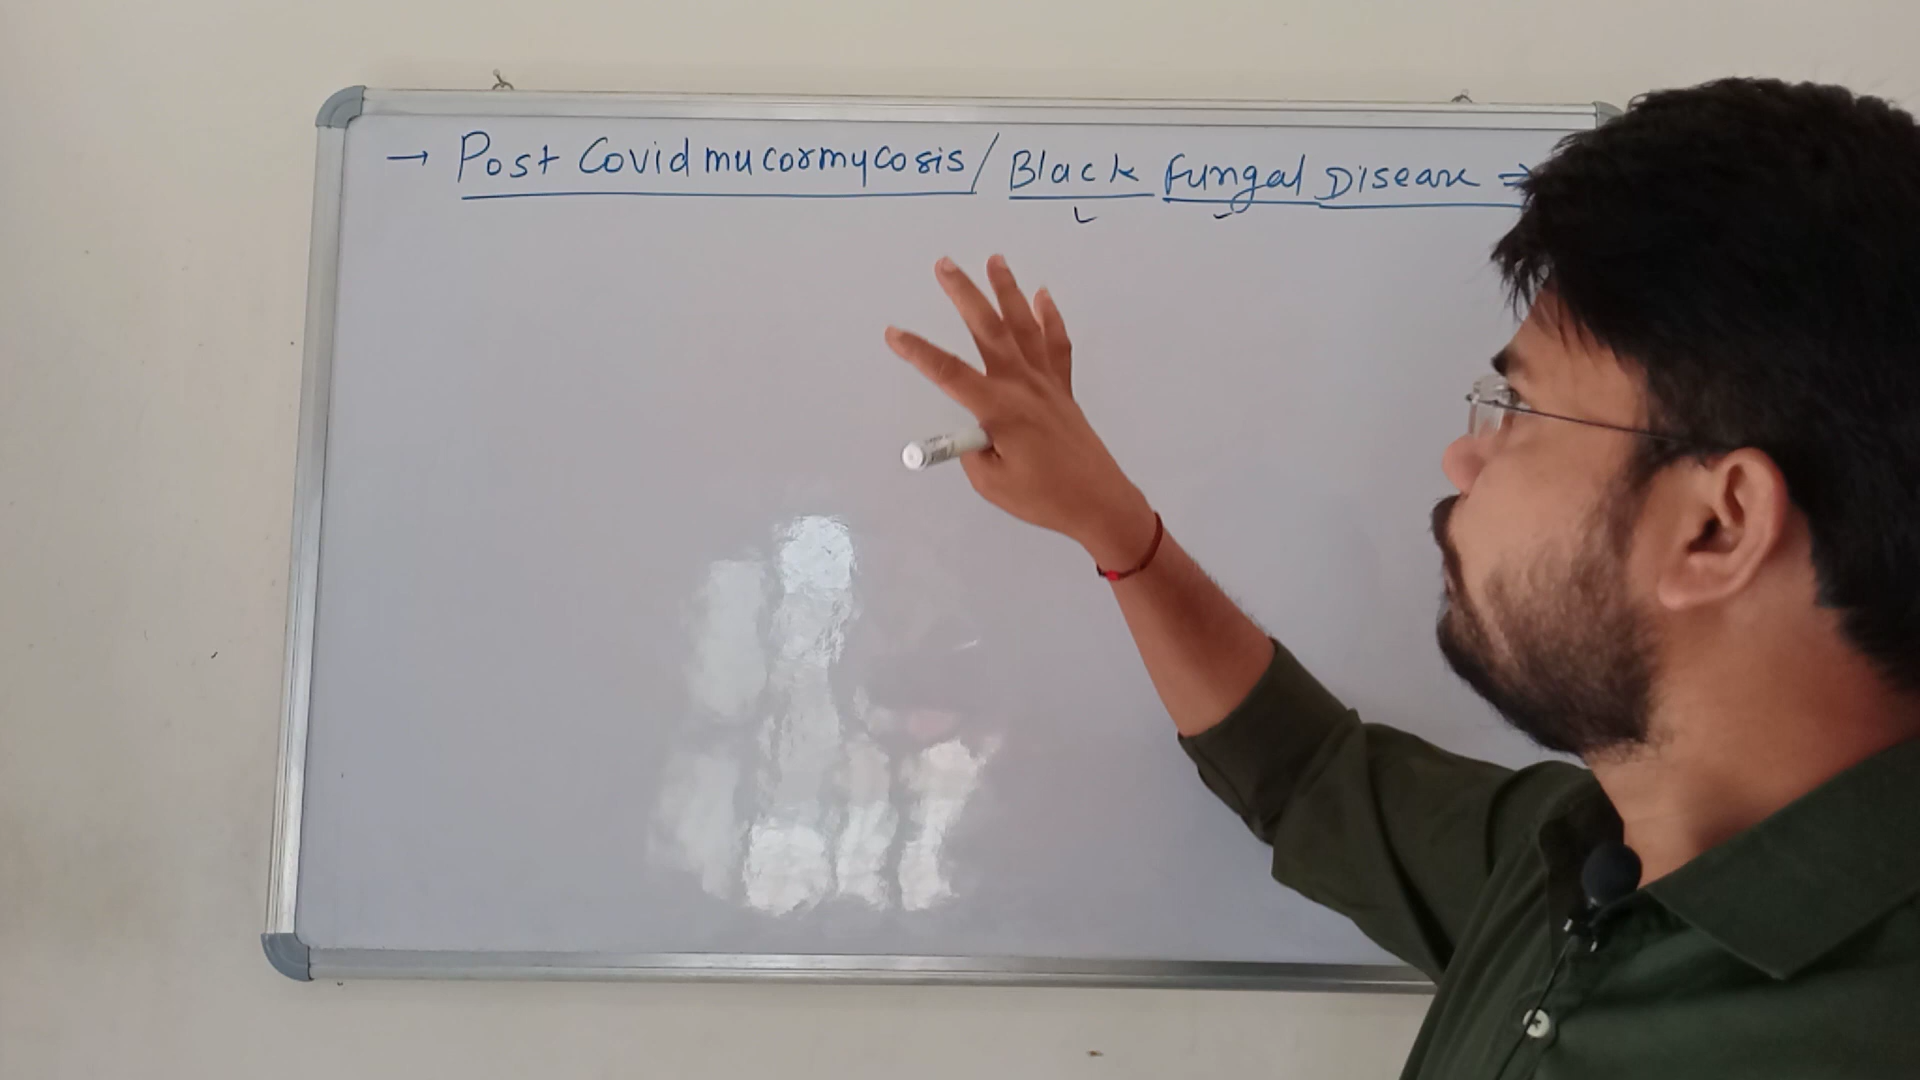 → Post Covid mucormycosis/Black Fungal Disease ⇒